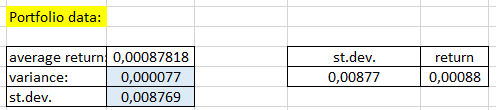 Portfolio data:
average return: 0,00087818 st.dev. return
variance: 0,000077 0,00877 0,00088
st.dev. 0,008769